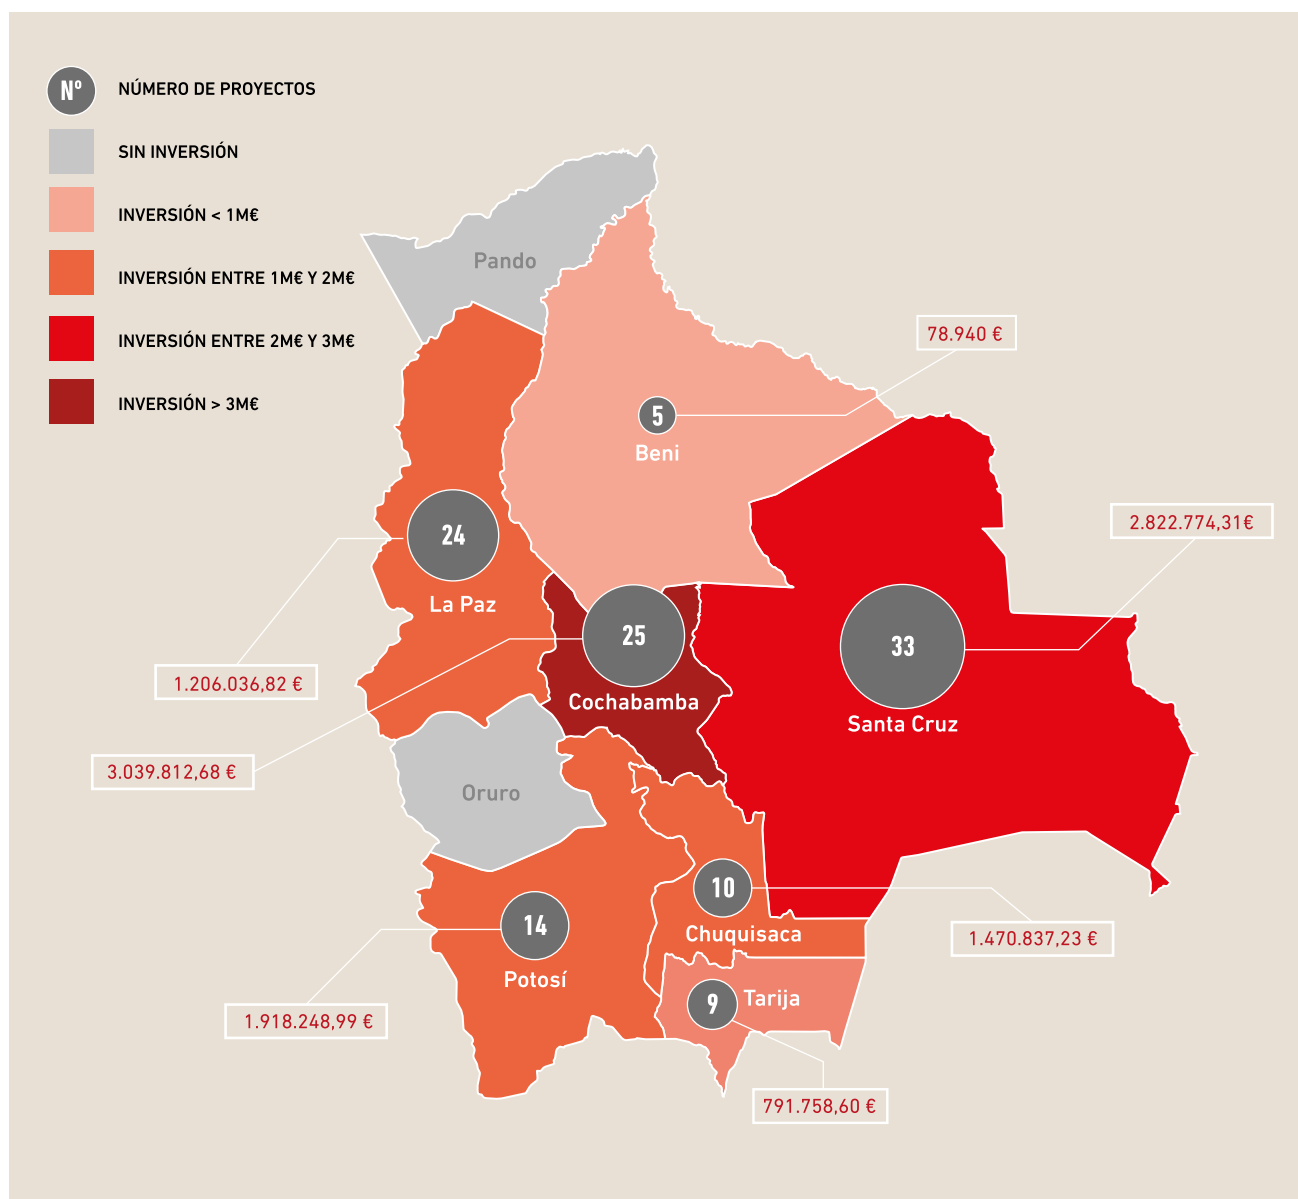 Nº
NÚMERO DE PROYECTOS
SIN INVERSIÓN
INVERSIÓN < 1M€
INVERSIÓN ENTRE 1M€ Y 2M€
INVERSIÓN ENTRE 2M€ Y 3M€
INVERSIÓN > 3M€
Pando
78.940 €
5
Beni
2.822.774,31€
24
La Paz
1.206.036,82 €
25
Cochabamba
33
Santa Cruz
3.039.812,68 €
Oruro
10
Chuquisaca
1.470.837,23 €
14
Potosí
1.918.248,99 €
9
Tarija
791.758,60 €